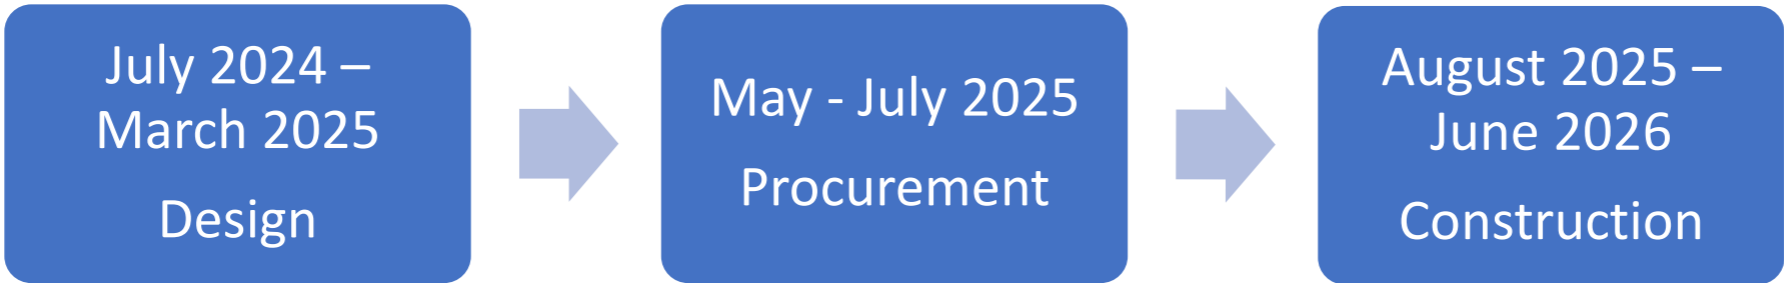 July 2024 –
March 2025
Design
May - July 2025
Procurement
August 2025 –
June 2026
Construction